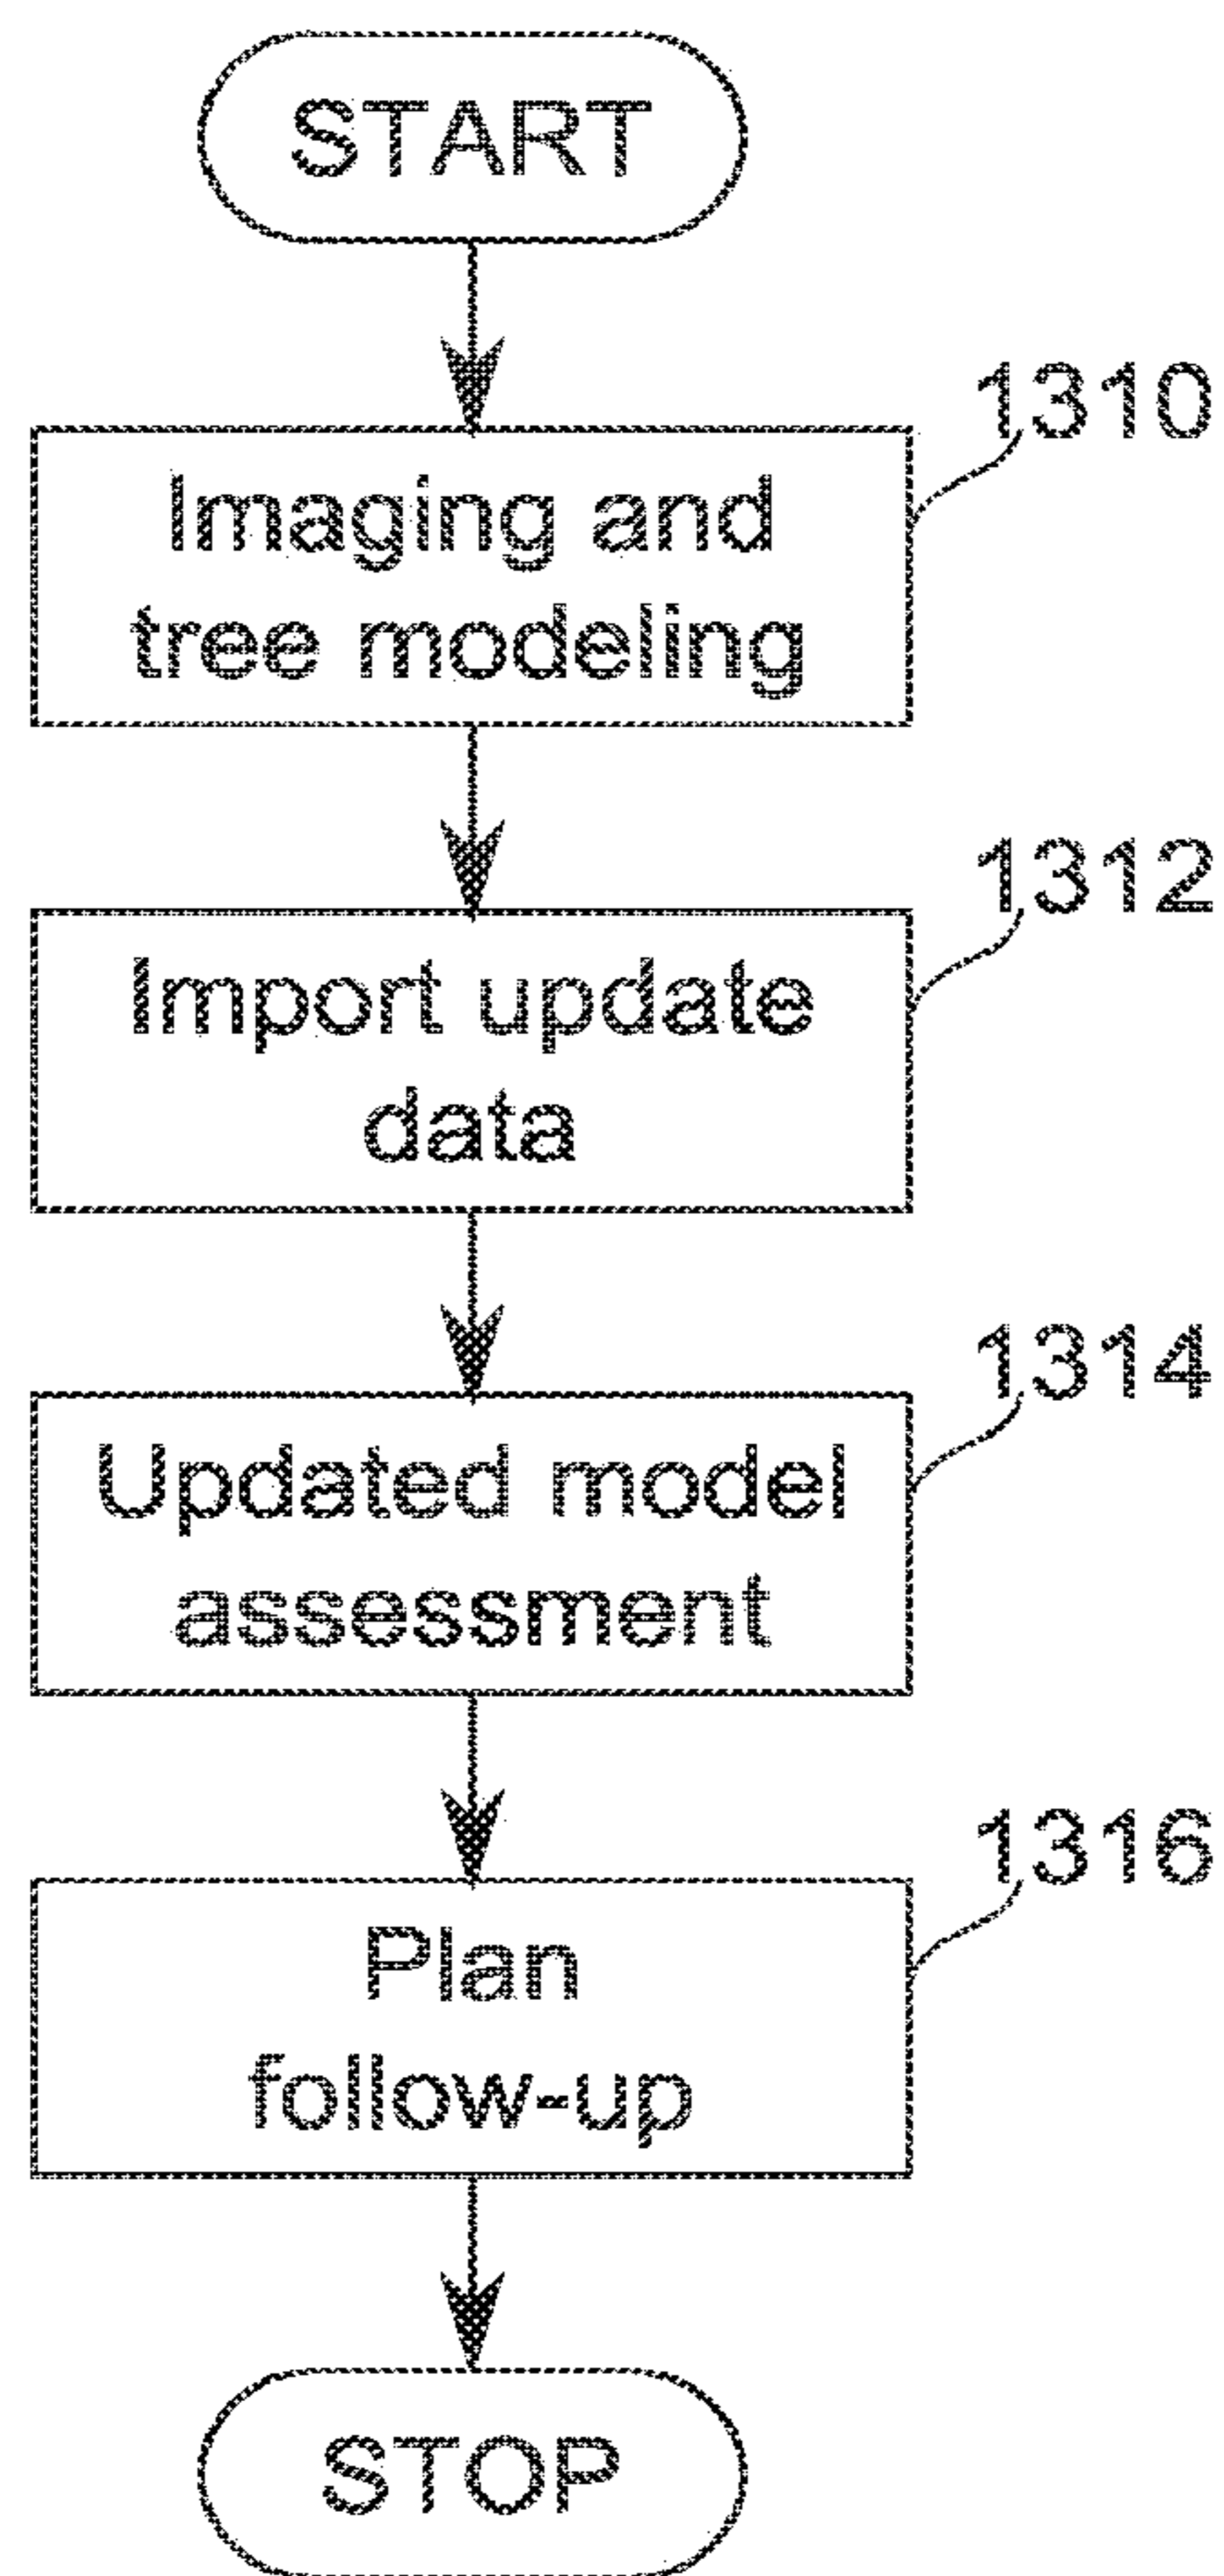 START
1310
Imaging and
tree modeling
1312
Import update
data
1314
Updated model
assessment
1316
Plan
follow-up
STOP